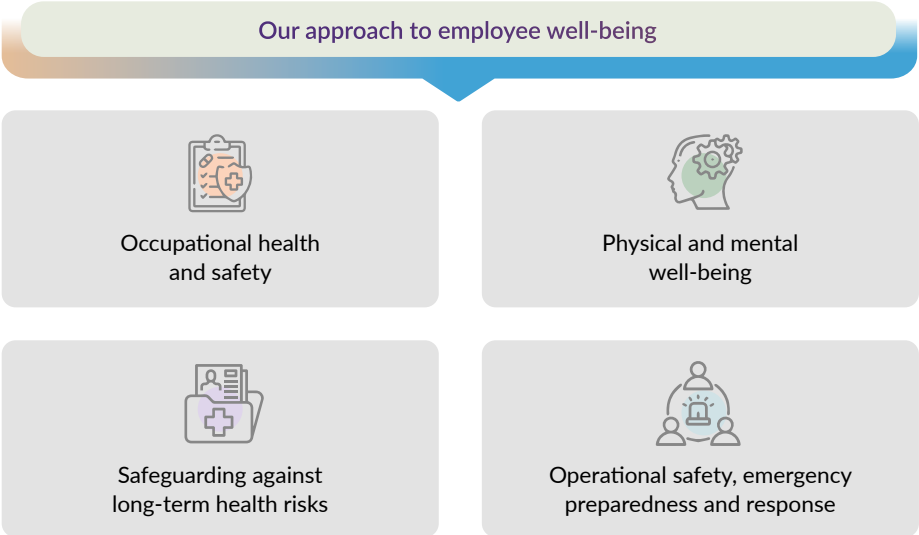 Our approach to employee well-being
Occupational health
and safety
Physical and mental
well-being
Safeguarding against
long-term health risks
Operational safety, emergency
preparedness and response